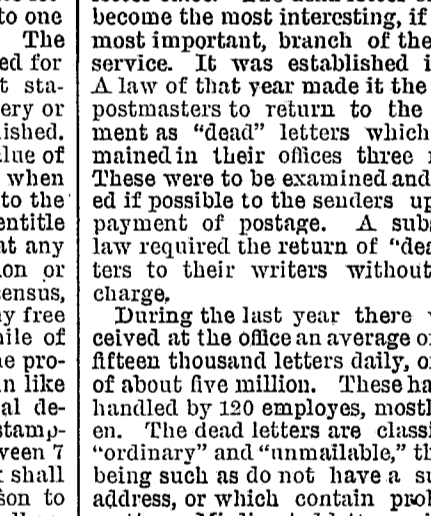 to one
The
ed for
t sta-
ery or
ished.
lue of
when
to the
entitle
at any
on or
ensus,
y free
ile of
e pro-
n like
al de-
stamp-
ween 7
shall
son to
become the most interesting, if
most important, branch of the
service. It was established i
A law of that year made it the
postmasters to return to the
ment as "dead" letters which
mained in their offices three
These were to be examined and
ed if possible to the senders up
payment of postage. A subs
law required the return of "dea
ters to their writers without
charge.
During the last year there
ceived at the office an average o
fifteen thousand letters daily, o
of about five million. These ha
handled by 120 employes, mostl
en. The dead letters are classi
"ordinary" and "unmailable," th
being such as do not have a su
address, or which contain proh